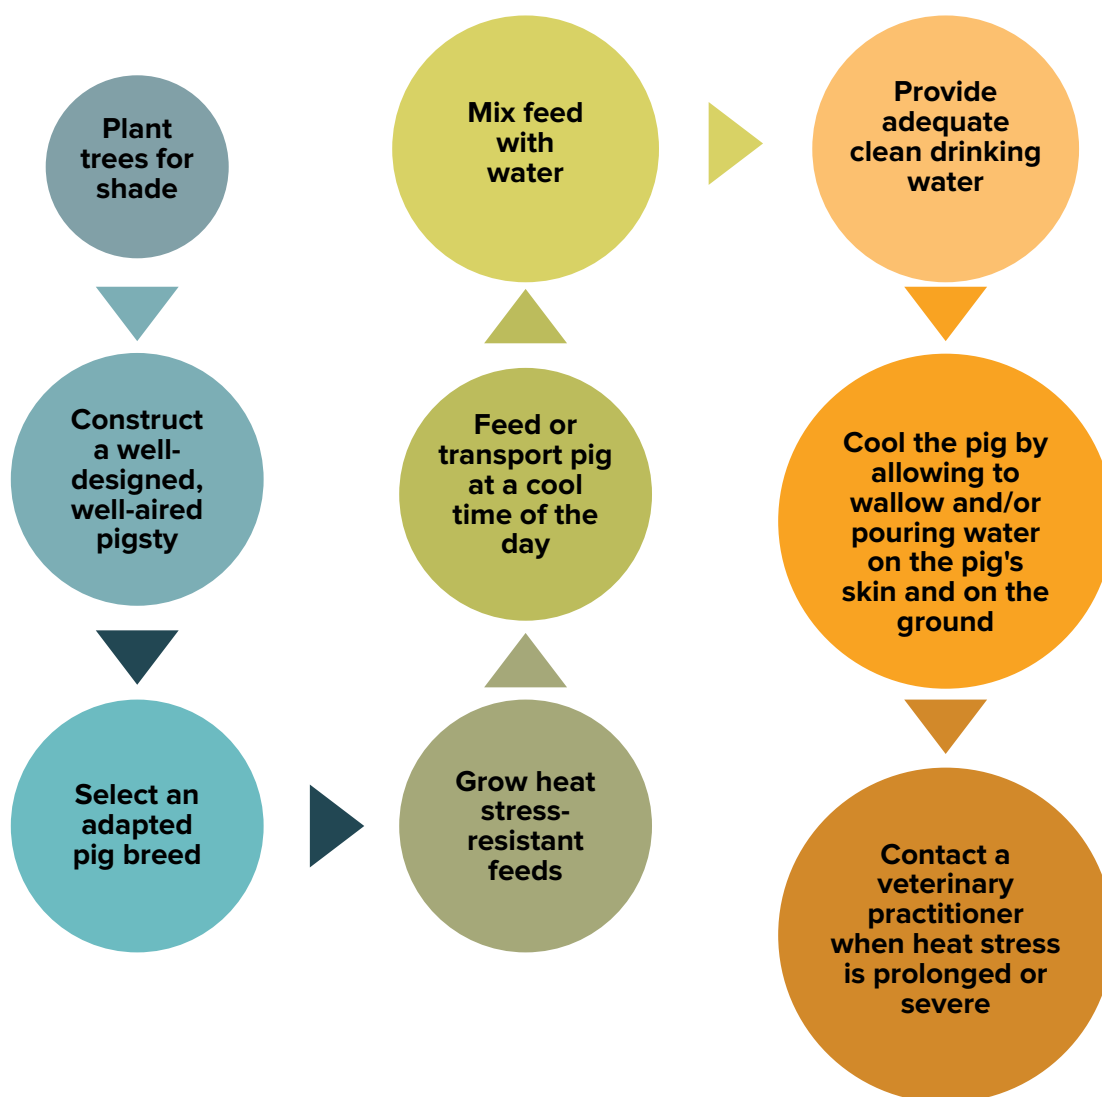 Plant
trees for
shade
Construct
a well-
designed,
well-aired
pigsty
Select an
adapted
pig breed
Grow heat
stress-
resistant
feeds
Feed or
transport pig
at a cool
time of the
day
Mix feed
with
water
Provide
adequate
clean drinking
water
Cool the pig by
allowing to
wallow and/or
pouring water
on the pig's
skin and on the
ground
Contact a
veterinary
practitioner
when heat stress
is prolonged or
severe